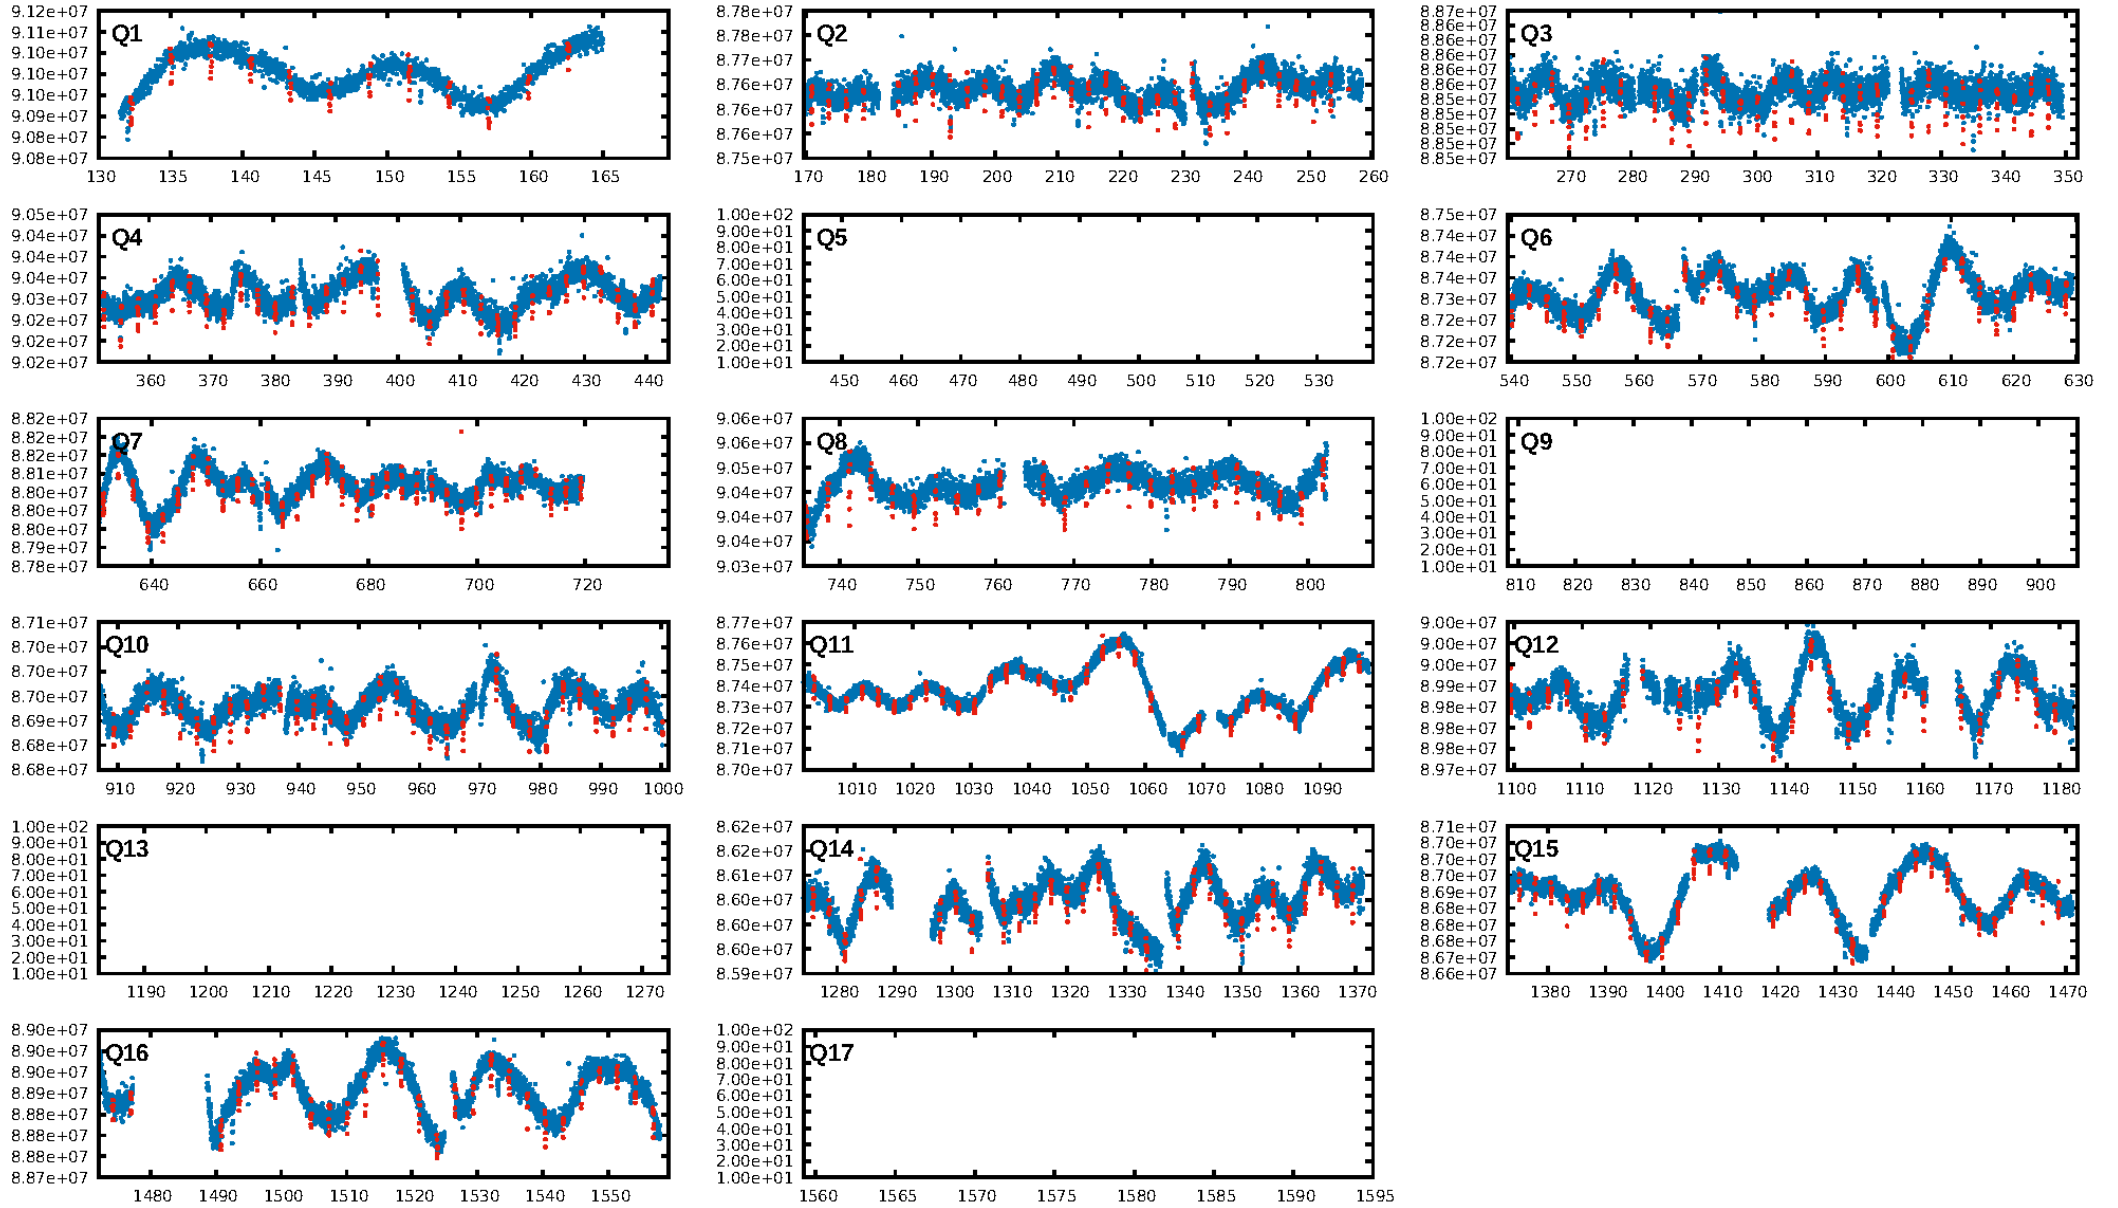 9.12e+07
9.11e+07
9.10e+07
9.10e+07
9.10e+07
9.09e+07
9.08e+07
9.08e+07
Q1
130 135 140 145 150 155 160 165
8.78e+07
8.78e+07
8.77e+07
8.76e+07
8.76e+07
8.76e+07
8.75e+07
Q2
170 180 190 200 210 220 230 240 250 260
8.87e+07
8.86e+07
8.86e+07
8.86e+07
8.86e+07
8.86e+07
8.85e+07
8.85e+07
8.85e+07
8.85e+07
8.85e+07
Q3
270 280 290 300 310 320 330 340 350
9.05e+07
9.04e+07
9.04e+07
9.04e+07
9.03e+07
9.02e+07
9.02e+07
9.02e+07
Q4
360 370 380 390 400 410 420 430 440
1.00e+02
9.00e+01
8.00e+01
7.00e+01
6.00e+01
5.00e+01
4.00e+01
3.00e+01
2.00e+01
1.00e+01
Q5
450 460 470 480 490 500 510 520 530
8.75e+07
8.74e+07
8.74e+07
8.74e+07
8.73e+07
8.72e+07
8.72e+07
8.72e+07
Q6
540 550 560 570 580 590 600 610 620 630
8.82e+07
8.82e+07
8.82e+07
8.81e+07
8.80e+07
8.80e+07
8.80e+07
8.79e+07
8.78e+07
Q7
640 660 680 700 720
9.06e+07
9.06e+07
9.05e+07
9.04e+07
9.04e+07
9.04e+07
9.03e+07
Q8
740 750 760 770 780 790 800
1.00e+02
9.00e+01
8.00e+01
7.00e+01
6.00e+01
5.00e+01
4.00e+01
3.00e+01
2.00e+01
1.00e+01
Q9
810 820 830 840 850 860 870 880 890 900
8.71e+07
8.70e+07
8.70e+07
8.70e+07
8.69e+07
8.68e+07
8.68e+07
Q10
910 920 930 940 950 960 970 980 990 1000
8.77e+07
8.76e+07
8.75e+07
8.74e+07
8.73e+07
8.72e+07
8.71e+07
8.70e+07
Q11
1010 1020 1030 1040 1050 1060 1070 1080 1090
9.00e+07
9.00e+07
9.00e+07
8.99e+07
8.98e+07
8.98e+07
8.98e+07
8.97e+07
Q12
1100 1110 1120 1130 1140 1150 1160 1170 1180
1.00e+02
9.00e+01
8.00e+01
7.00e+01
6.00e+01
5.00e+01
4.00e+01
3.00e+01
2.00e+01
1.00e+01
Q13
1190 1200 1210 1220 1230 1240 1250 1260 1270
8.62e+07
8.62e+07
8.61e+07
8.60e+07
8.60e+07
8.60e+07
8.59e+07
Q14
1280 1290 1300 1310 1320 1330 1340 1350 1360 1370
8.71e+07
8.70e+07
8.70e+07
8.70e+07
8.69e+07
8.68e+07
8.68e+07
8.67e+07
8.66e+07
Q15
1380 1390 1400 1410 1420 1430 1440 1450 1460 1470
8.90e+07
8.90e+07
8.90e+07
8.89e+07
8.88e+07
8.88e+07
8.88e+07
8.87e+07
Q16
1480 1490 1500 1510 1520 1530 1540 1550
1.00e+02
9.00e+01
8.00e+01
7.00e+01
6.00e+01
5.00e+01
4.00e+01
3.00e+01
2.00e+01
1.00e+01
Q17
1560 1565 1570 1575 1580 1585 1590 1595